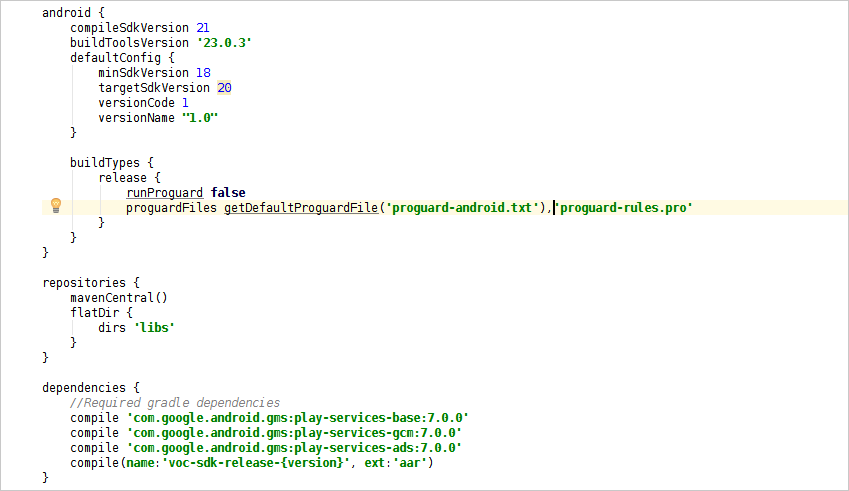 android {
    compileSdkVersion 21
    buildToolsVersion '23.0.3'
    defaultConfig {
        minSdkVersion 18
        targetSdkVersion 20
        versionCode 1
        versionName "1.0"
    }

    buildTypes {
        release {
            runProguard false
            proguardFiles getDefaultProguardFile('proguard-android.txt'),'proguard-rules.pro'
        }
    }
}

repositories {
    mavenCentral()
    flatDir {
        dirs 'libs'
    }
}

dependencies {
    //Required gradle dependencies
    compile 'com.google.android.gms:play-services-base:7.0.0'
    compile 'com.google.android.gms:play-services-gcm:7.0.0'
    compile 'com.google.android.gms:play-services-ads:7.0.0'
    compile(name:'voc-sdk-release-{version}', ext:'aar')
}